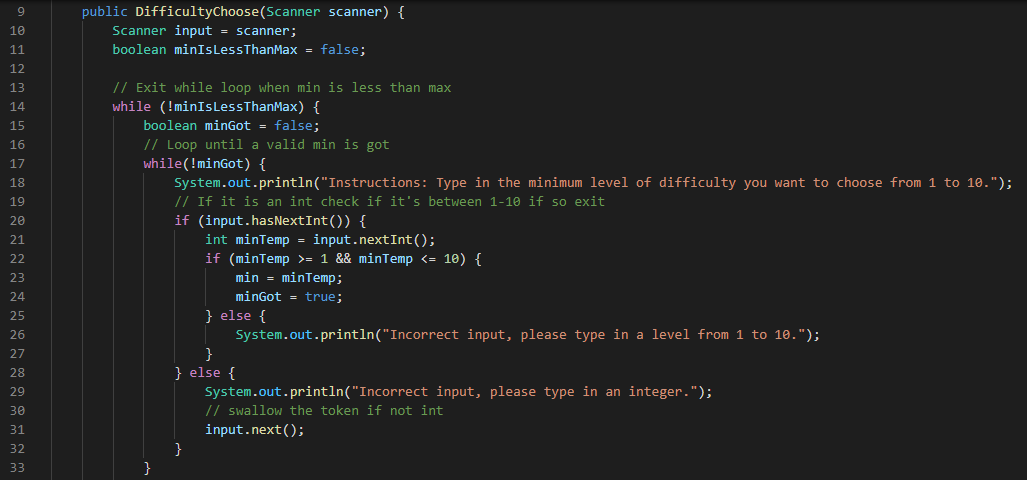 9 public DifficultyChoose(Scanner scanner) {
10 Scanner input = scanner;
11 boolean minIsLessThanMax = false;
12
13 // Exit while loop when min is less than max
14 while (!minIsLessThanMax) {
15 boolean minGot = false;
16 // Loop until a valid min is got
17 while(!minGot) {
18 System.out.println("Instructions: Type in the minimum level of difficulty you want to choose from 1 to 10.");
19 // If it is an int check if it's between 1-10 if so exit
20 if (input.hasNextInt()) {
21 int minTemp = input.nextInt();
22 if (minTemp >= 1 && minTemp <= 10) {
23 min = minTemp;
24 minGot = true;
25 } else {
26 System.out.println("Incorrect input, please type in a level from 1 to 10.");
27 }
28 } else {
29 System.out.println("Incorrect input, please type in an integer.");
30 // swallow the token if not int
31 input.next();
32 }
33 }